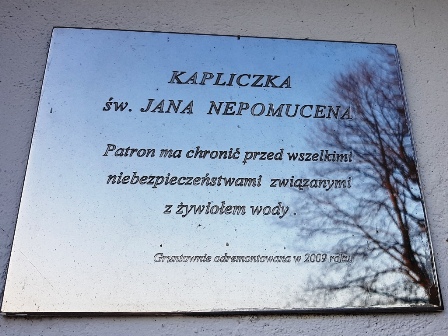 KAPLICZKA
św. JANA NEPOMUCENA
Patron ma chronić przed wszelkimi
niebezpieczeństwami związanymi
z żywiołem wody .
Gruntownie odremontowana w 2009 roku.